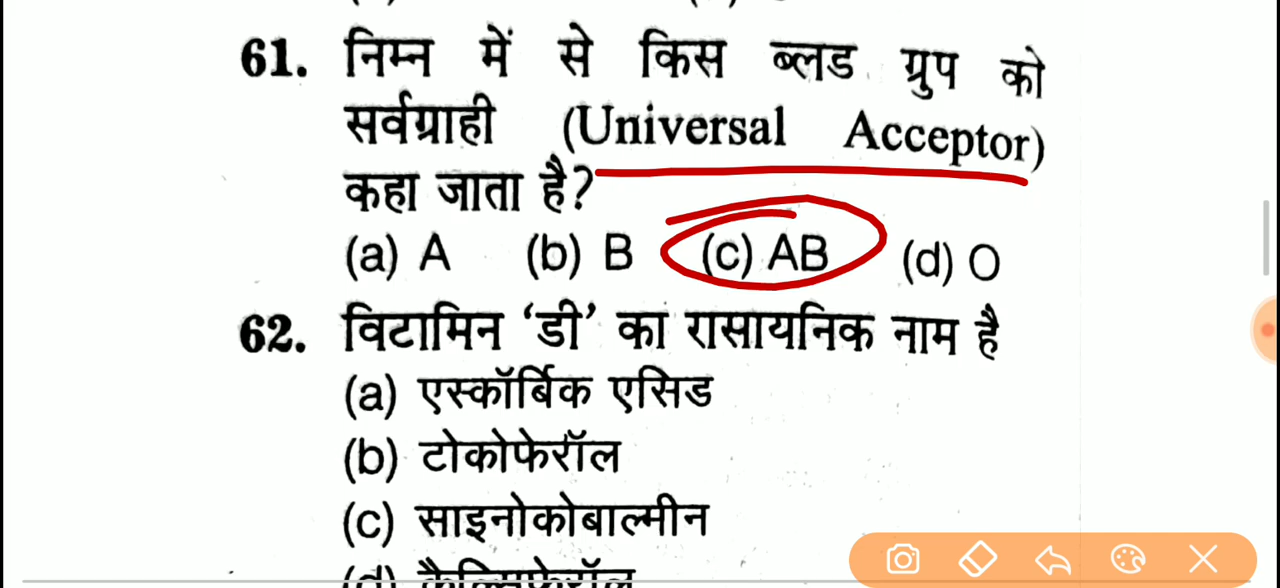 61. निम्न में से किस ब्लड ग्रुप को
सर्वग्राही (Universal Acceptor)
कहा जाता है?
(a) A (b) B (c) AB (d) O
62. विटामिन ‘डी’ का रासायनिक नाम है
(a) एस्कॉर्बिक एसिड
(b) टोकोफेरॉल
(c) साइनोकोबाल्मीन
(d) कैल्सिफेरॉल